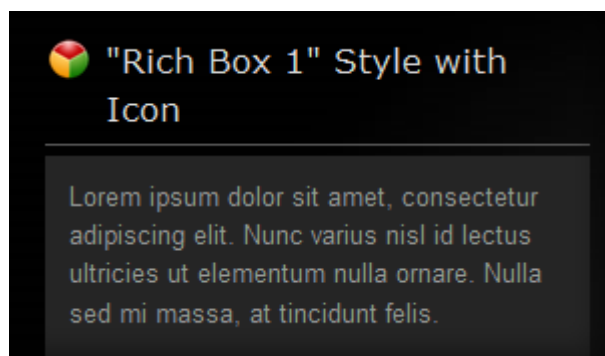 "Rich Box 1" Style with
Icon
Lorem ipsum dolor sit amet, consectetur
adipiscing elit. Nunc varius nisl id lectus
ultricies ut elementum nulla ornare. Nulla
sed mi massa, at tincidunt felis.